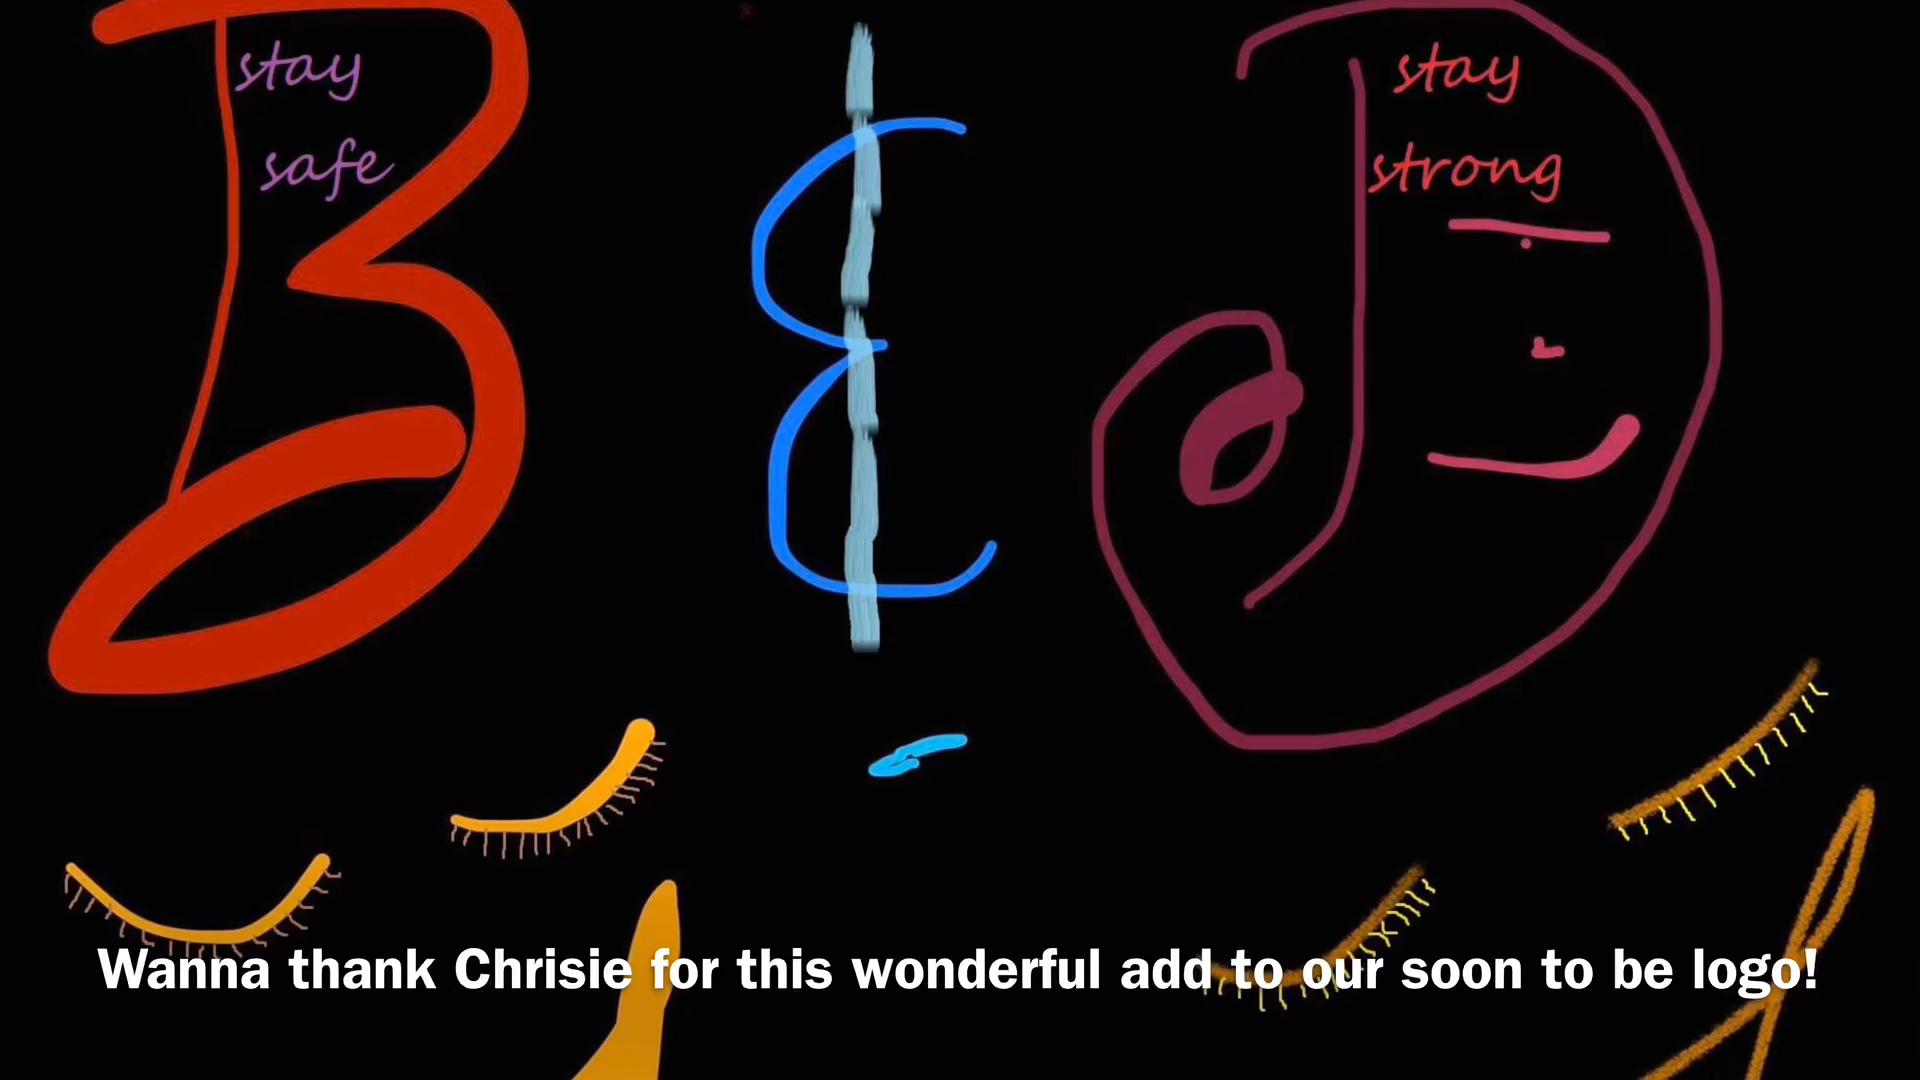 B & D
stay
safe
stay
strong
Wanna thank Chrisie for this wonderful add to our soon to be logo!